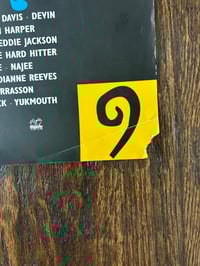 DAVIS - DEVIN
HARPER
EDDIE JACKSON
E HARD HITTER
E - NAJEE
DIANNE REEVES
RRASSON
CK - YUKMOUTH
9